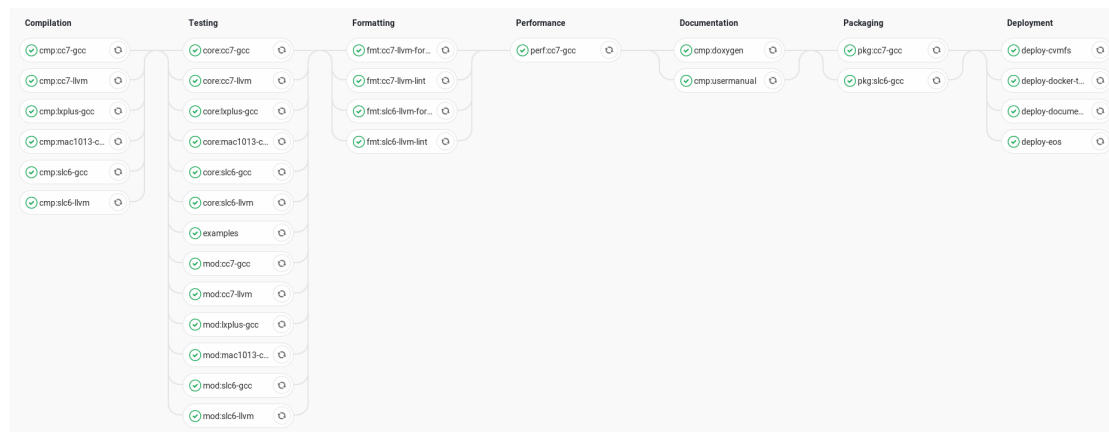 Compilation
cmp:cc7-gcc
cmp:cc7-llvm
cmp:lxplus-gcc
cmp:mac1013-c...
cmp:slc6-gcc
cmp:slc6-llvm
Testing
core:cc7-gcc
core:cc7-llvm
core:lxplus-gcc
core:mac1013-c...
core:slc6-gcc
core:slc6-llvm
examples
mod:cc7-gcc
mod:cc7-llvm
mod:lxplus-gcc
mod:mac1013-c...
mod:slc6-gcc
mod:slc6-llvm
Formatting
fmt:cc7-llvm-for...
fmt:cc7-llvm-lint
fmt:slc6-llvm-for...
fmt:slc6-llvm-lint
Performance
perf:cc7-gcc
Documentation
cmp:doxygen
cmp:usermanual
Packaging
pkg:cc7-gcc
pkg:slc6-gcc
Deployment
deploy-cvmfs
deploy-docker-t...
deploy-docume...
deploy-eos